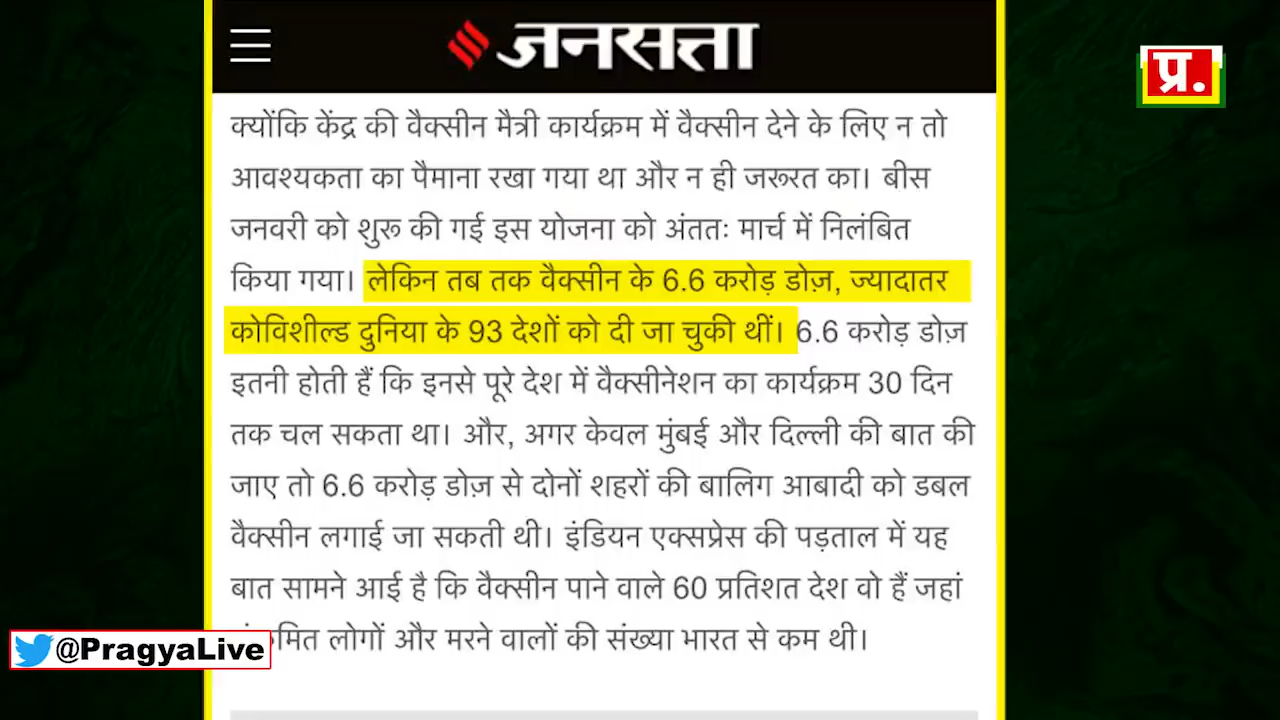 जनसत्ता
प्र.
क्योंकि केंद्र की वैक्सीन मैत्री कार्यक्रम में वैक्सीन देने के लिए न तो
आवश्यकता का पैमाना रखा गया था और न ही जरूरत का। बीस
जनवरी को शुरू की गई इस योजना को अंततः मार्च में निलंबित
किया गया। लेकिन तब तक वैक्सीन के 6.6 करोड़ डोज़, ज्यादातर
कोविशील्ड दुनिया के 93 देशों को दी जा चुकी थीं। 6.6 करोड़ डोज़
इतनी होती हैं कि इनसे पूरे देश में वैक्सीनेशन का कार्यक्रम 30 दिन
तक चल सकता था। और, अगर केवल मुंबई और दिल्ली की बात की
जाए तो 6.6 करोड़ डोज़ से दोनों शहरों की बालिग आबादी को डबल
वैक्सीन लगाई जा सकती थी। इंडियन एक्सप्रेस की पड़ताल में यह
बात सामने आई है कि वैक्सीन पाने वाले 60 प्रतिशत देश वो हैं जहां
लोगों और मरने वालों की संख्या भारत से कम थी।
@PragyaLive